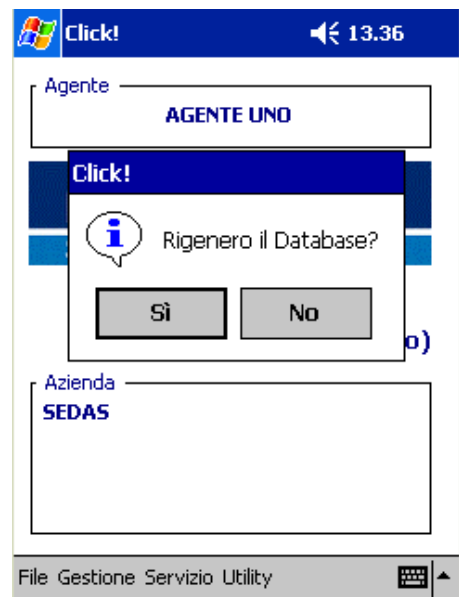 Click! 13.36
Agente
AGENTE UNO
Click!
Rigenero il Database?
Sì No
o)
Azienda
SEDAS
File Gestione Servizio Utility